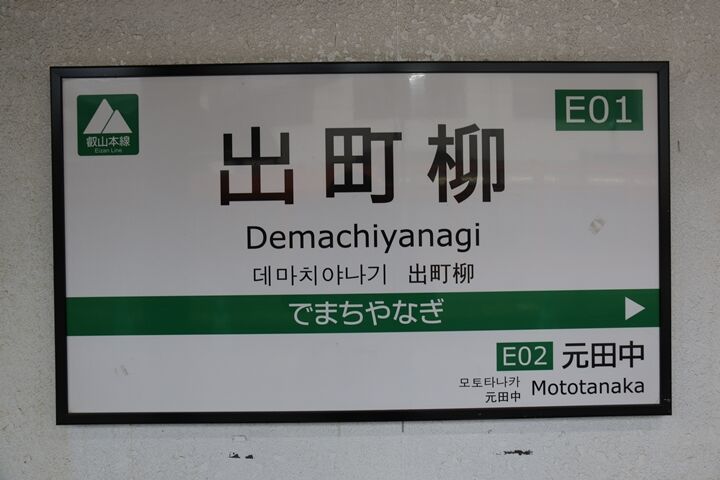 叡山本線
Eizan Line
E01
出町柳
Demachiyanagi
데마치야나기 出町柳
でまちやなぎ
E02 元田中
모토타나카
元田中
Mototanaka